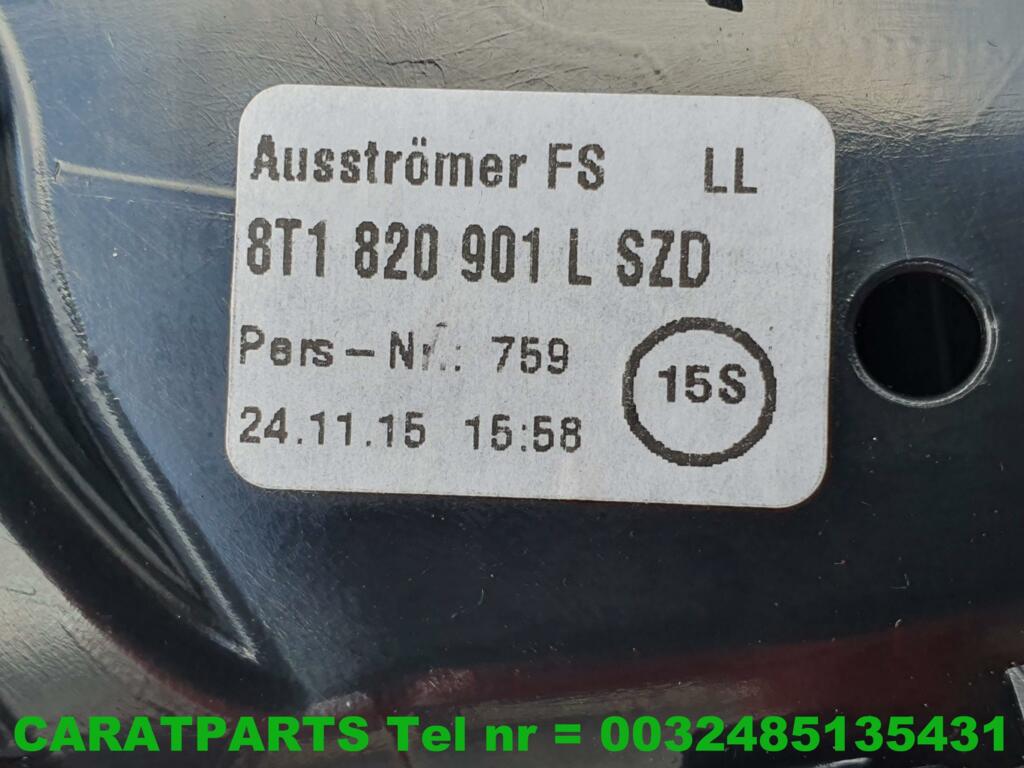 Ausströmer FS LL
8T1 820 901 L SZD
Pers-Nr.: 759
15S
24.11.15 15:58
CARATPARTS Tel nr = 0032485135431